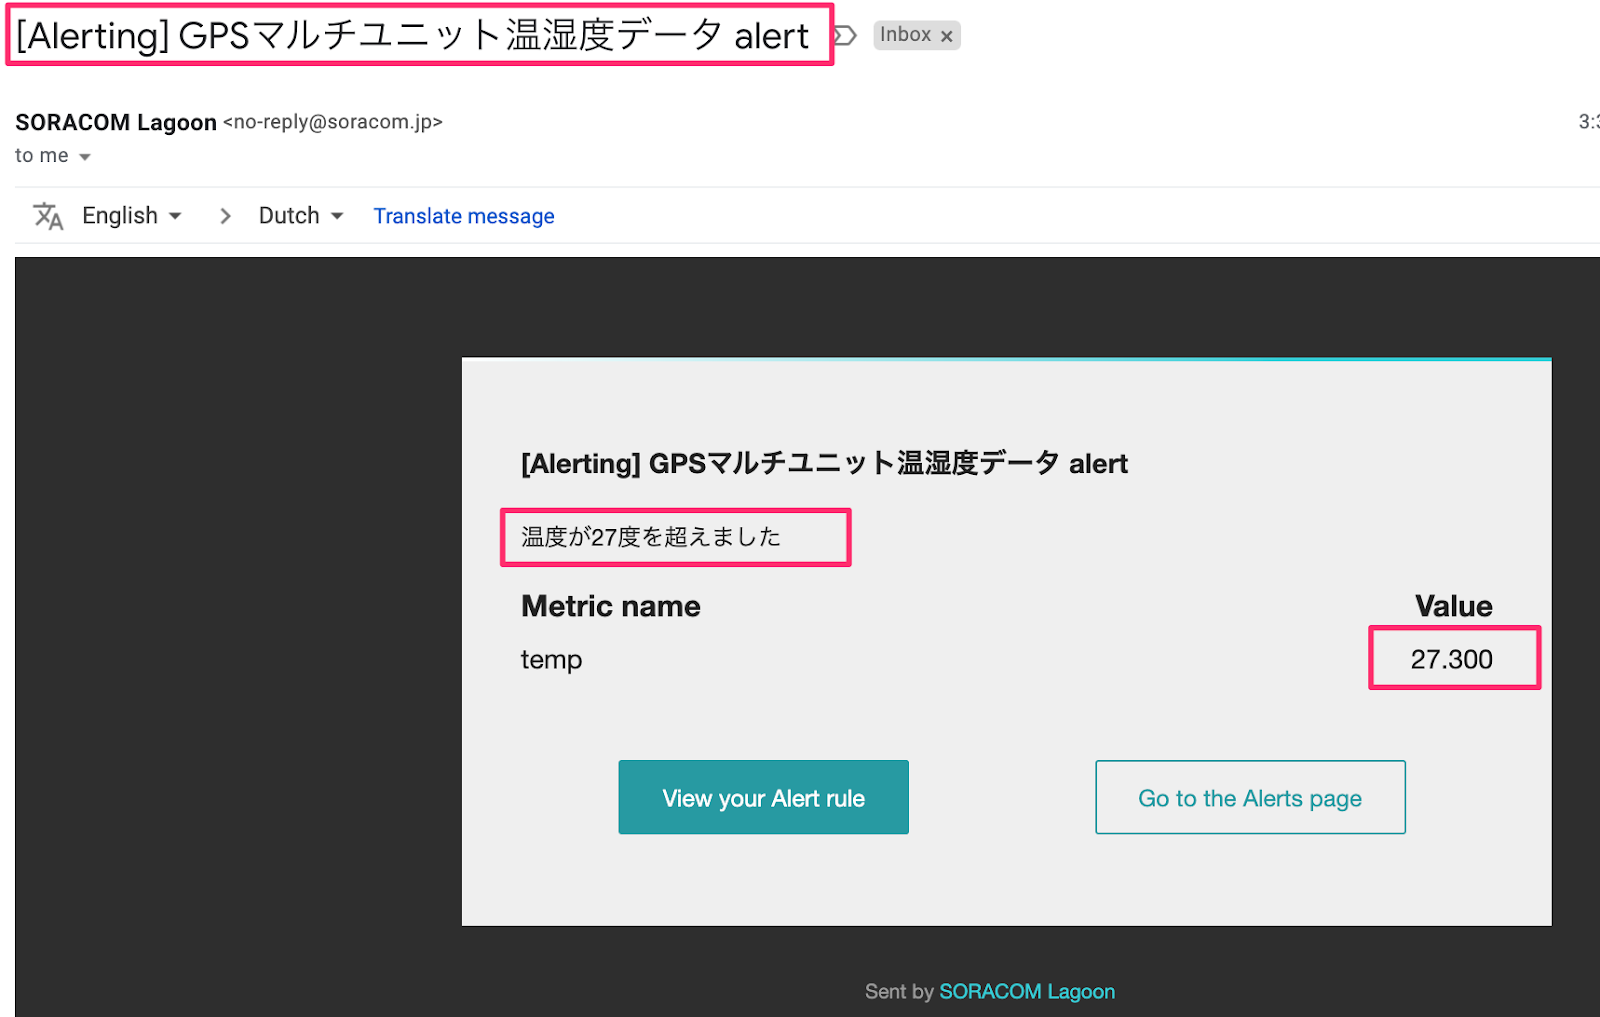 [Alerting] GPSマルチユニット温湿度データ alert
Inbox ×
SORACOM Lagoon <no-reply@soracom.jp>
to me
English > Dutch Translate message
[Alerting] GPSマルチユニット温湿度データ alert
温度が27度を超えました
Metric name Value
temp 27.300
View your Alert rule Go to the Alerts page
Sent by SORACOM Lagoon